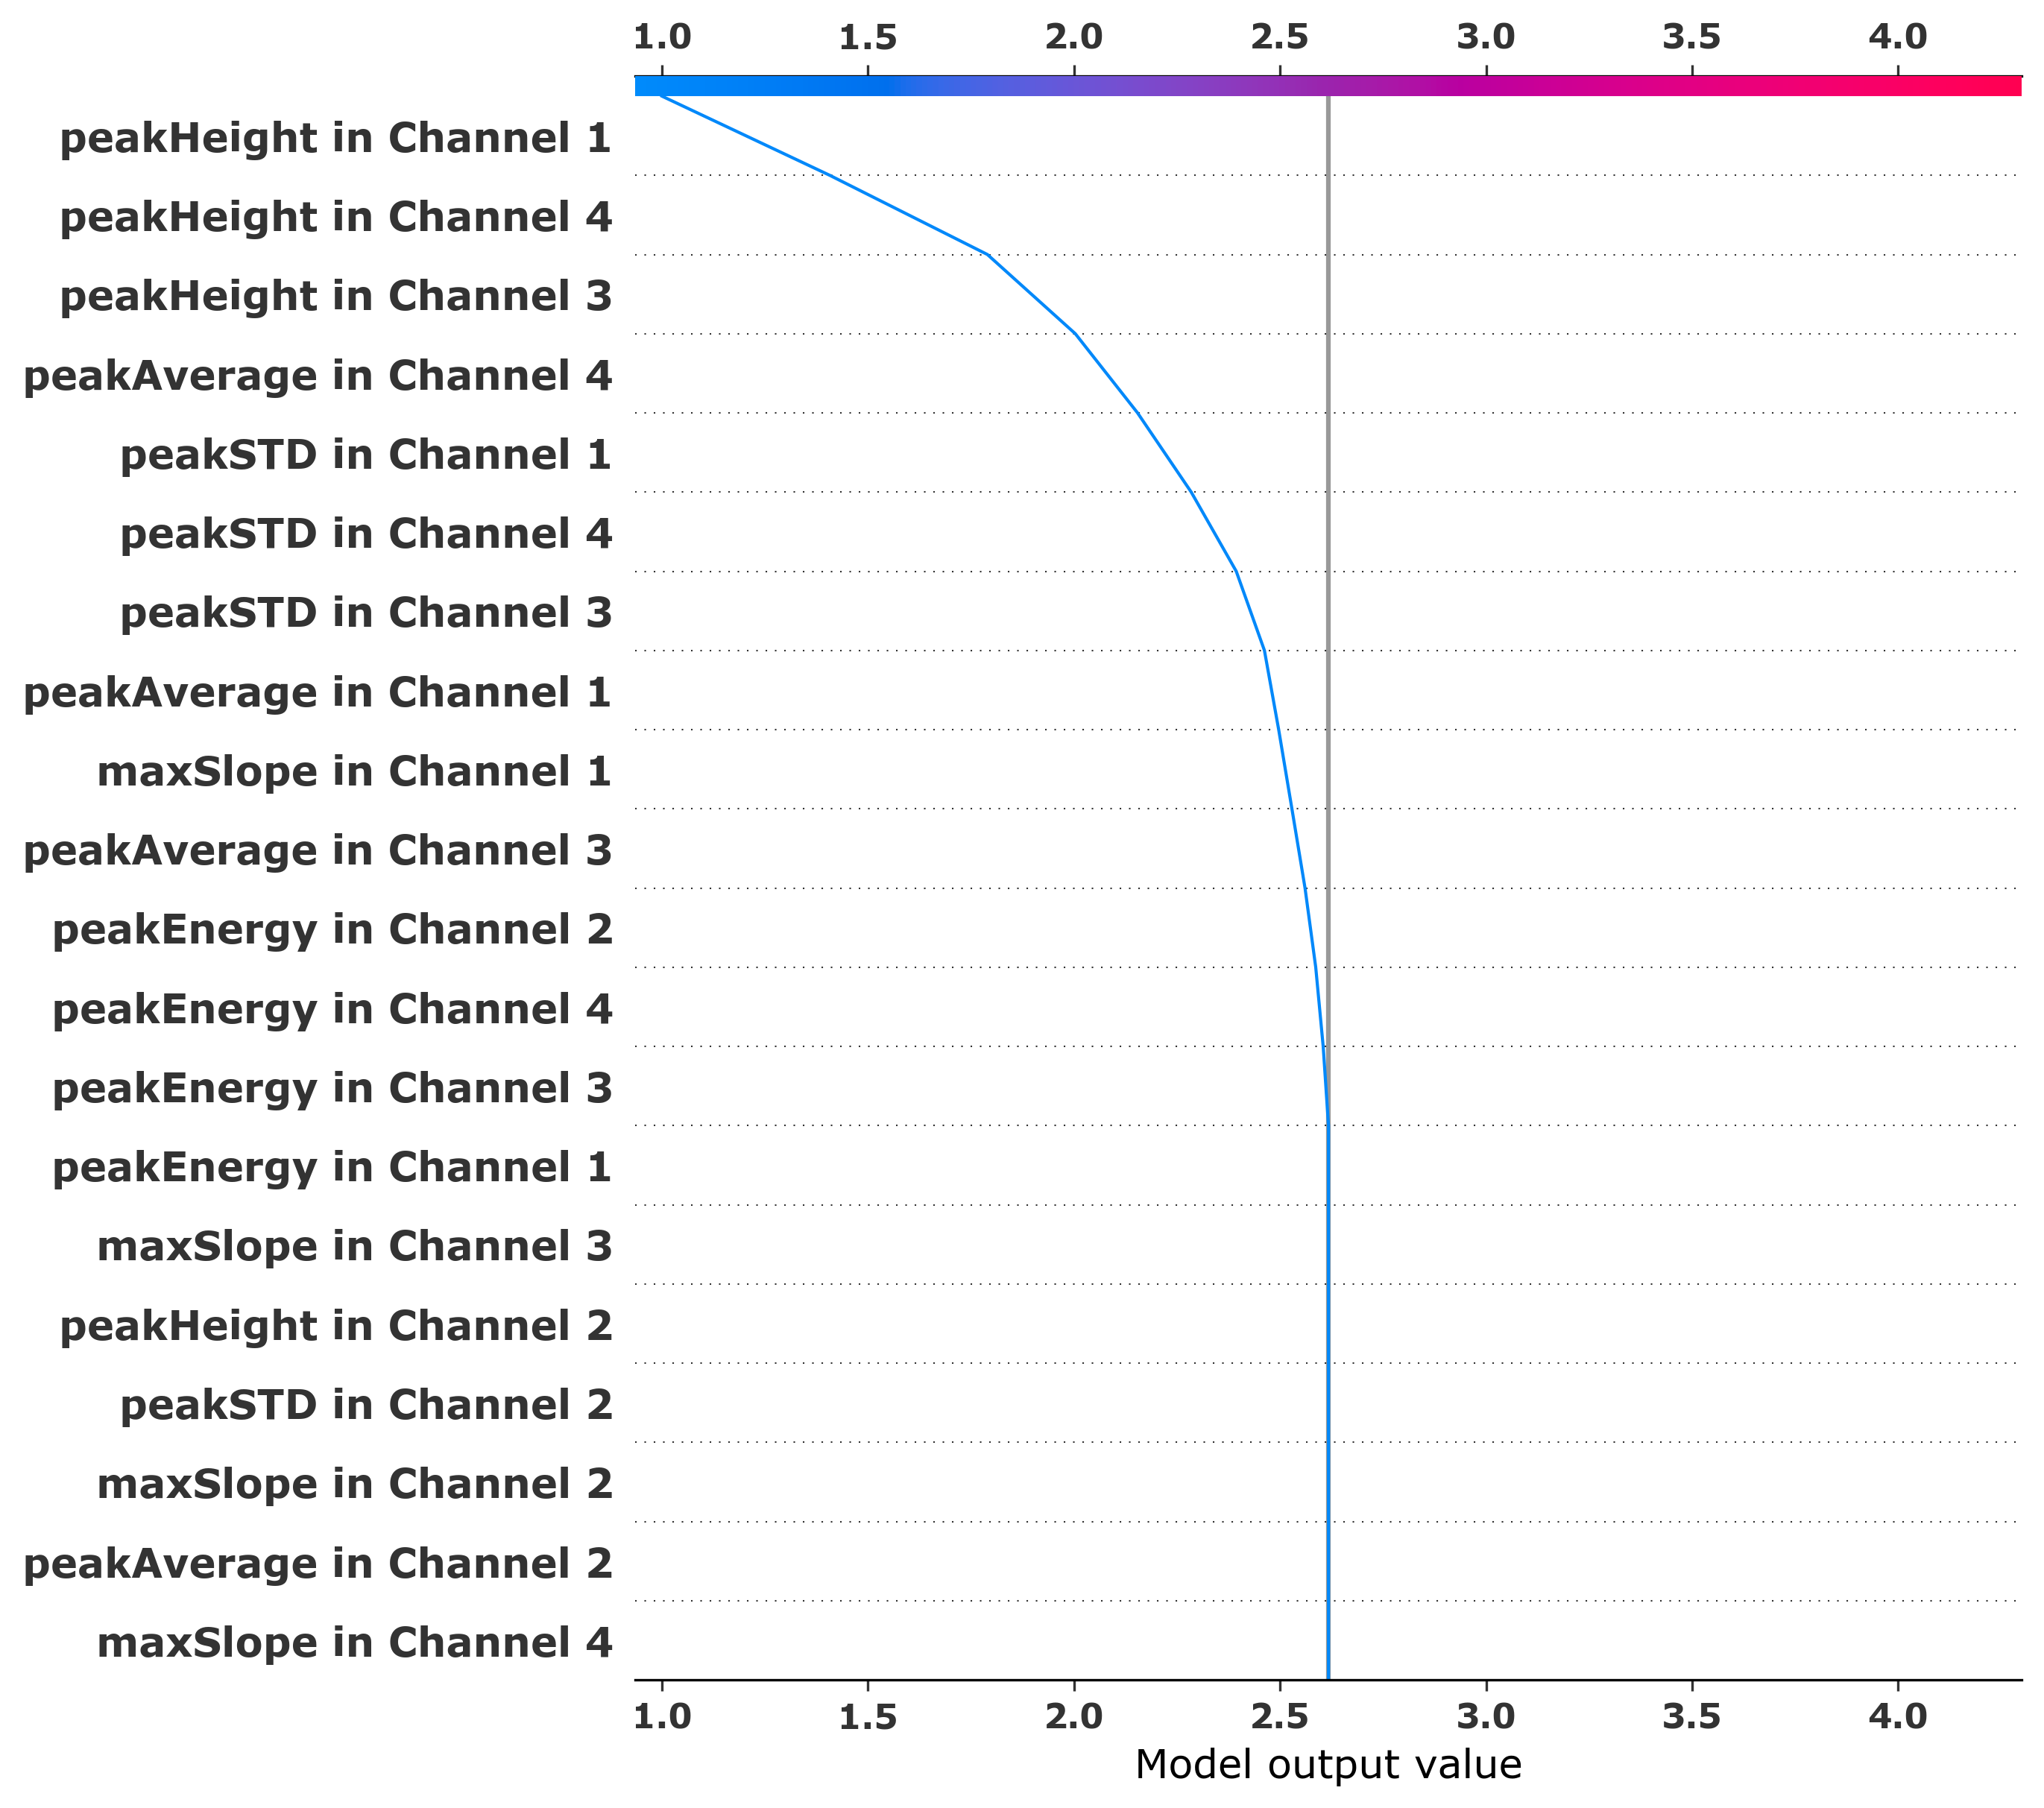 1.0 1.5 2.0 2.5 3.0 3.5 4.0
peakHeight in Channel 1
peakHeight in Channel 4
peakHeight in Channel 3
peakAverage in Channel 4
peakSTD in Channel 1
peakSTD in Channel 4
peakSTD in Channel 3
peakAverage in Channel 1
maxSlope in Channel 1
peakAverage in Channel 3
peakEnergy in Channel 2
peakEnergy in Channel 4
peakEnergy in Channel 3
peakEnergy in Channel 1
maxSlope in Channel 3
peakHeight in Channel 2
peakSTD in Channel 2
maxSlope in Channel 2
peakAverage in Channel 2
maxSlope in Channel 4
1.0 1.5 2.0 2.5 3.0 3.5 4.0
Model output value